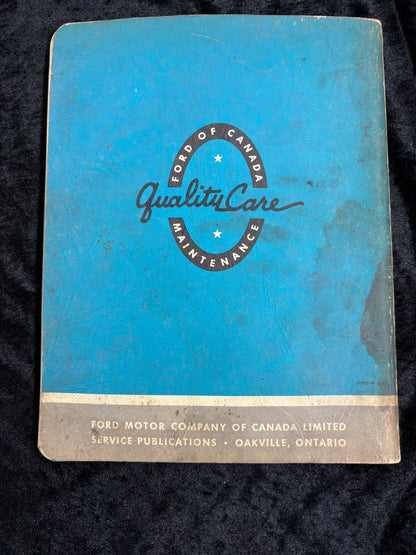 FORD OF CANADA
Quality Care
MAINTENANCE
FORD MOTOR COMPANY OF CANADA LIMITED
SERVICE PUBLICATIONS • OAKVILLE, ONTARIO